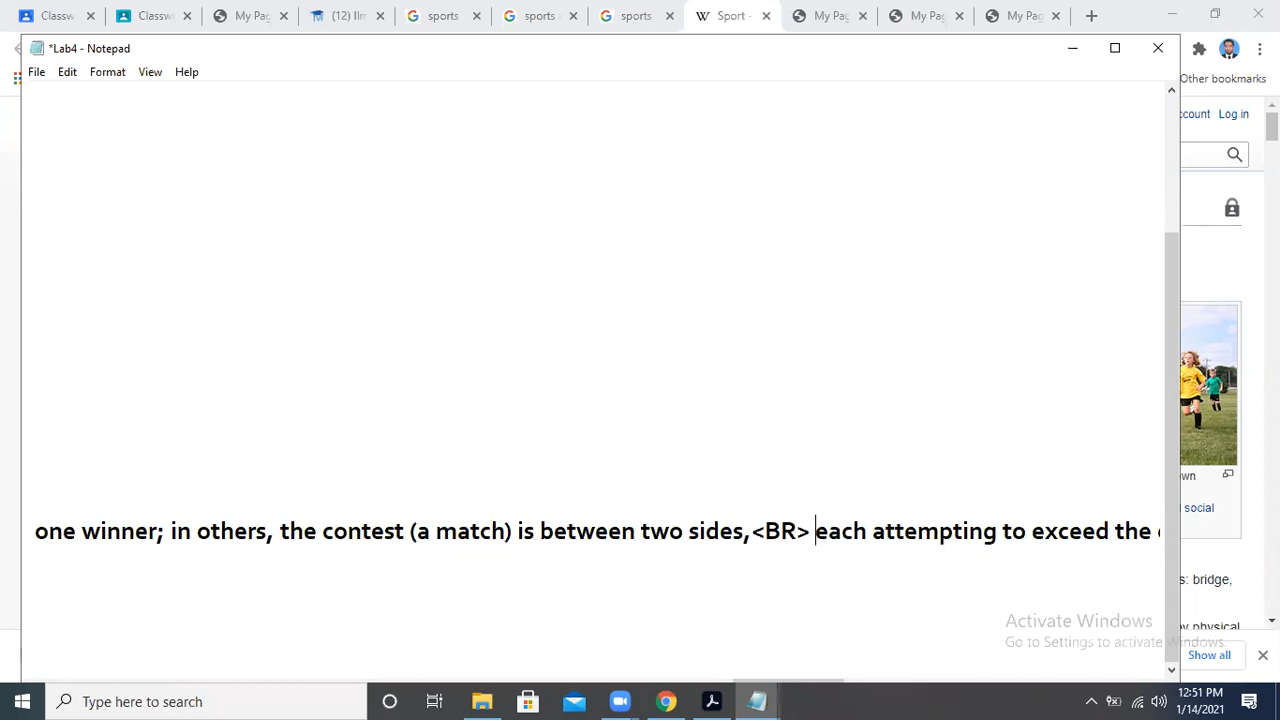 Classw
Classw
My Pag
(12) Ilm
sports
sports a
sports
W Sport -
My Pag
My Pag
My Pag
*Lab4 - Notepad
File Edit Format View Help
Other bookmarks
ccount Log in
one winner; in others, the contest (a match) is between two sides,<BR> each attempting to exceed the
own
social
s: bridge,
by physical
Activate Windows
Go to Settings to activate Windows.
Show all
Type here to search
12:51 PM
1/14/2021